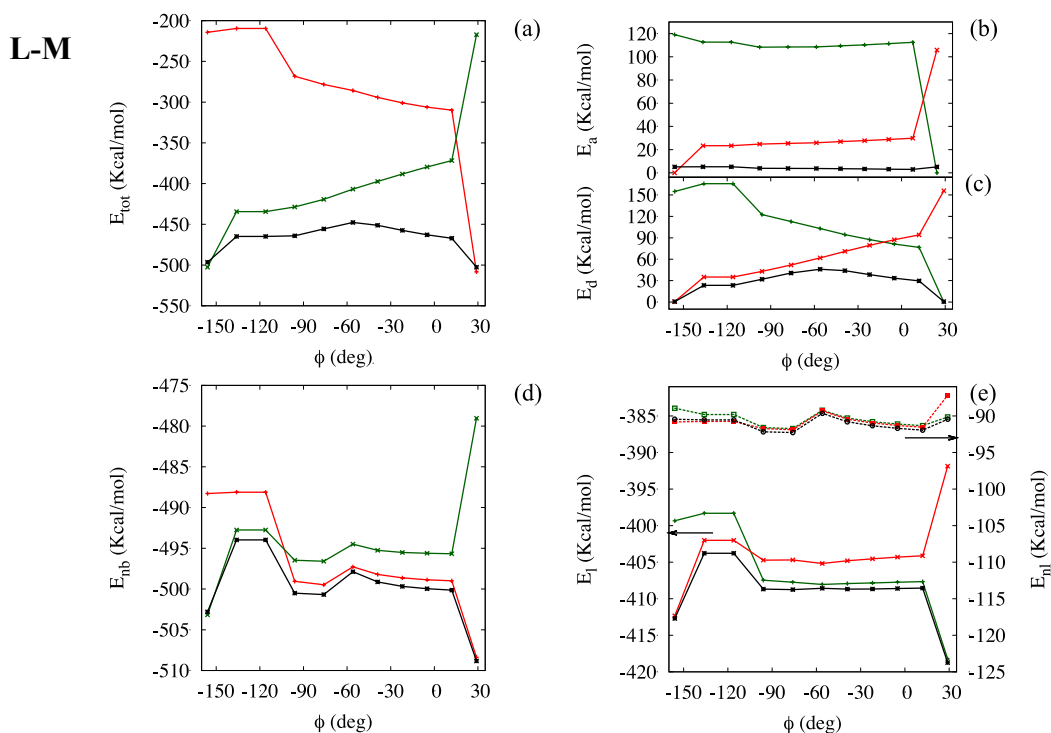 L-M
(a)
-200
-250
-300
-350
-400
-450
-500
-550
E_tot (Kcal/mol)
-150 -120 -90 -60 -30 0 30
ϕ (deg).
(b)
120
100
80
60
40
20
0
E_a (Kcal/mol)
(c)
150
120
90
60
30
0
E_d (Kcal/mol)
-150 -120 -90 -60 -30 0 30
ϕ (deg)
(d)
-475
-480
-485
-490
-495
-500
-505
-510
E_nb (Kcal/mol)
-150 -120 -90 -60 -30 0 30
ϕ (deg)
(e)
-385
-390
-395
-400
-405
-410
-415
-420
E_l (Kcal/mol)
-90
-95
-100
-105
-110
-115
-120
-125
E_nl (Kcal/mol)
-150 -120 -90 -60 -30 0 30
ϕ (deg)